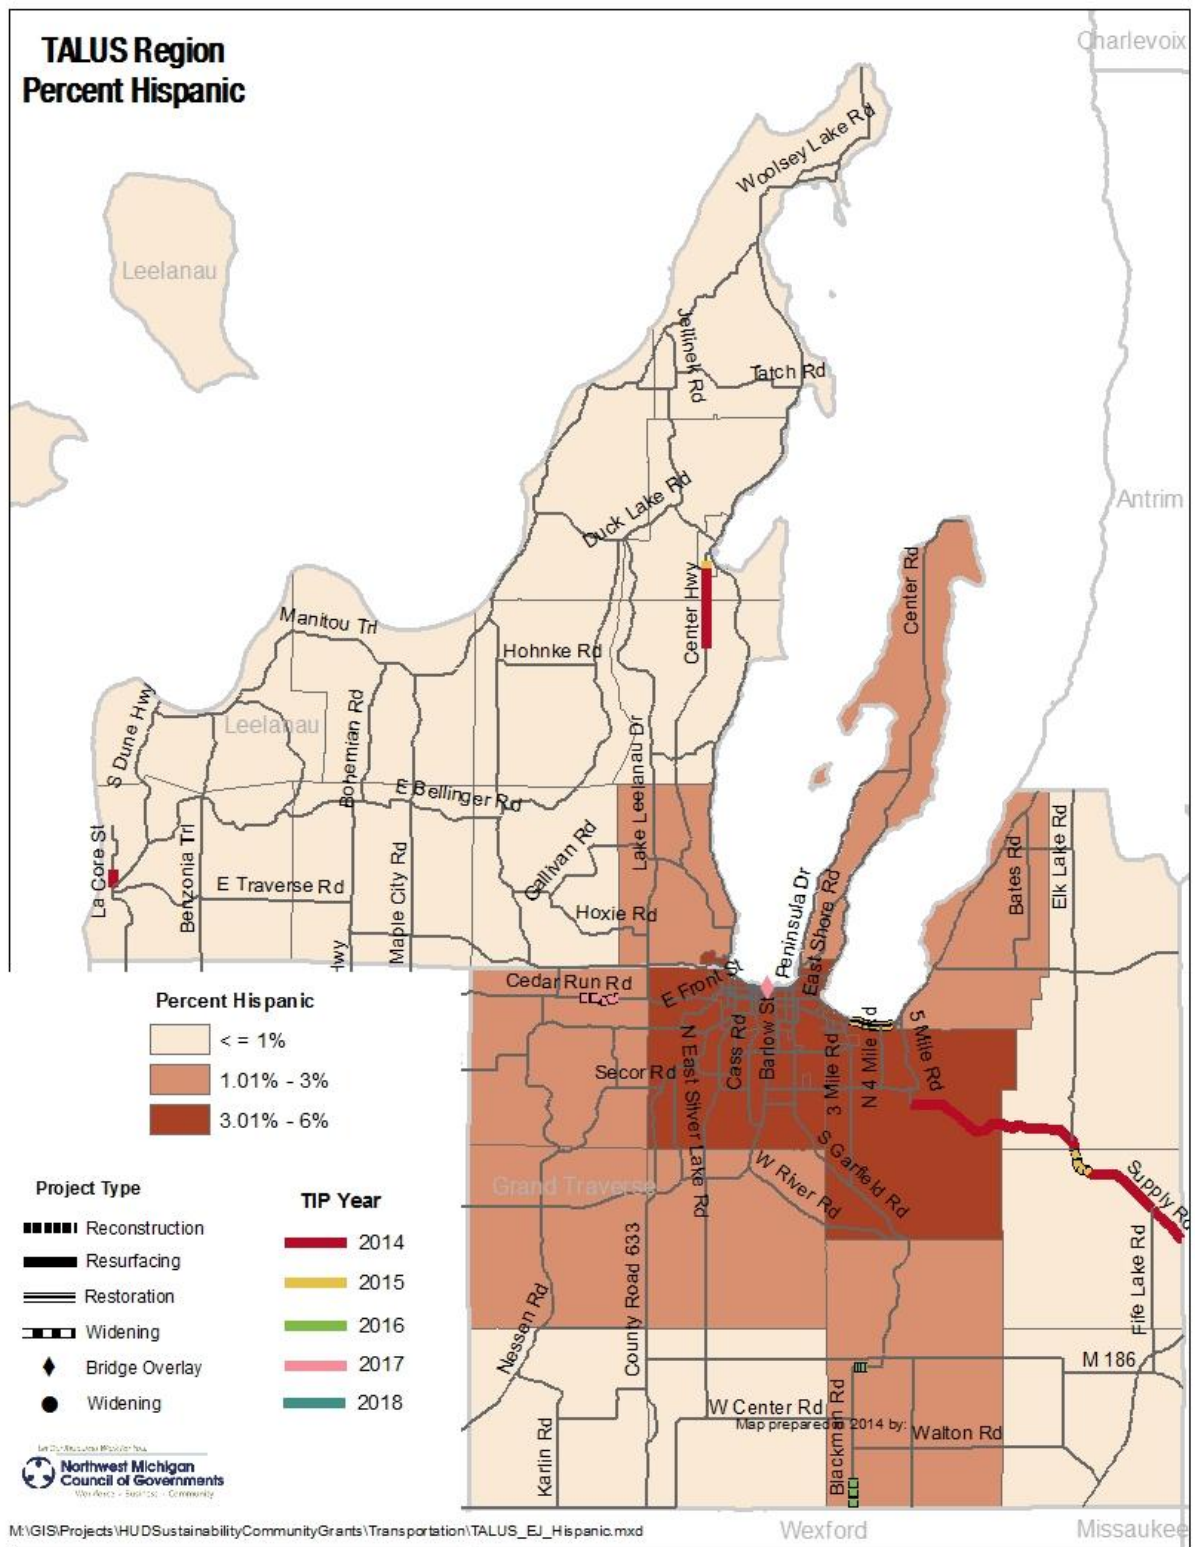 TALUS Region
Percent Hispanic
Charlevoix
Woolsey Lake Rd
Leelanau
Jellinek Rd
Tatch Rd
Duck Lake Rd
Antrim
Center Hwy
Center Rd
Manitou Trl
Hohnke Rd
S Dune Hwy
Leelanau
Bohemian Rd
Lake Leelanau Dr
E Bellinger Rd
La Core St
Benzonia Trl
E Traverse Rd
Maple City Rd
Gallivan Rd
Hoxie Rd
Hwy
Peninsula Dr
East Shore Rd
Bates Rd
Elk Lake Rd
Cedar Run Rd
E Front St
Percent Hispanic
< = 1%
1.01% - 3%
3.01% - 6%
Secor Rd
N East Silver Lake Rd
Cass Rd
Barlow St
3 Mile Rd
N 4 Mile Rd
5 Mile Rd
S Garfield Rd
W River Rd
Supply Rd
Grand Traverse
County Road 633
Nessen Rd
Fife Lake Rd
M 186
W Center Rd
Map prepared in 2014 by:
Blackman Rd
Walton Rd
Karlin Rd
Project Type
Reconstruction
Resurfacing
Restoration
Widening
Bridge Overlay
Widening
TIP Year
2014
2015
2016
2017
2018
Northwest Michigan
Council of Governments
Workforce - Business - Community
M:\GIS\Projects\HUDSustainabilityCommunityGrants\Transportation\TALUS_EJ_Hispanic.mxd
Wexford
Missaukee